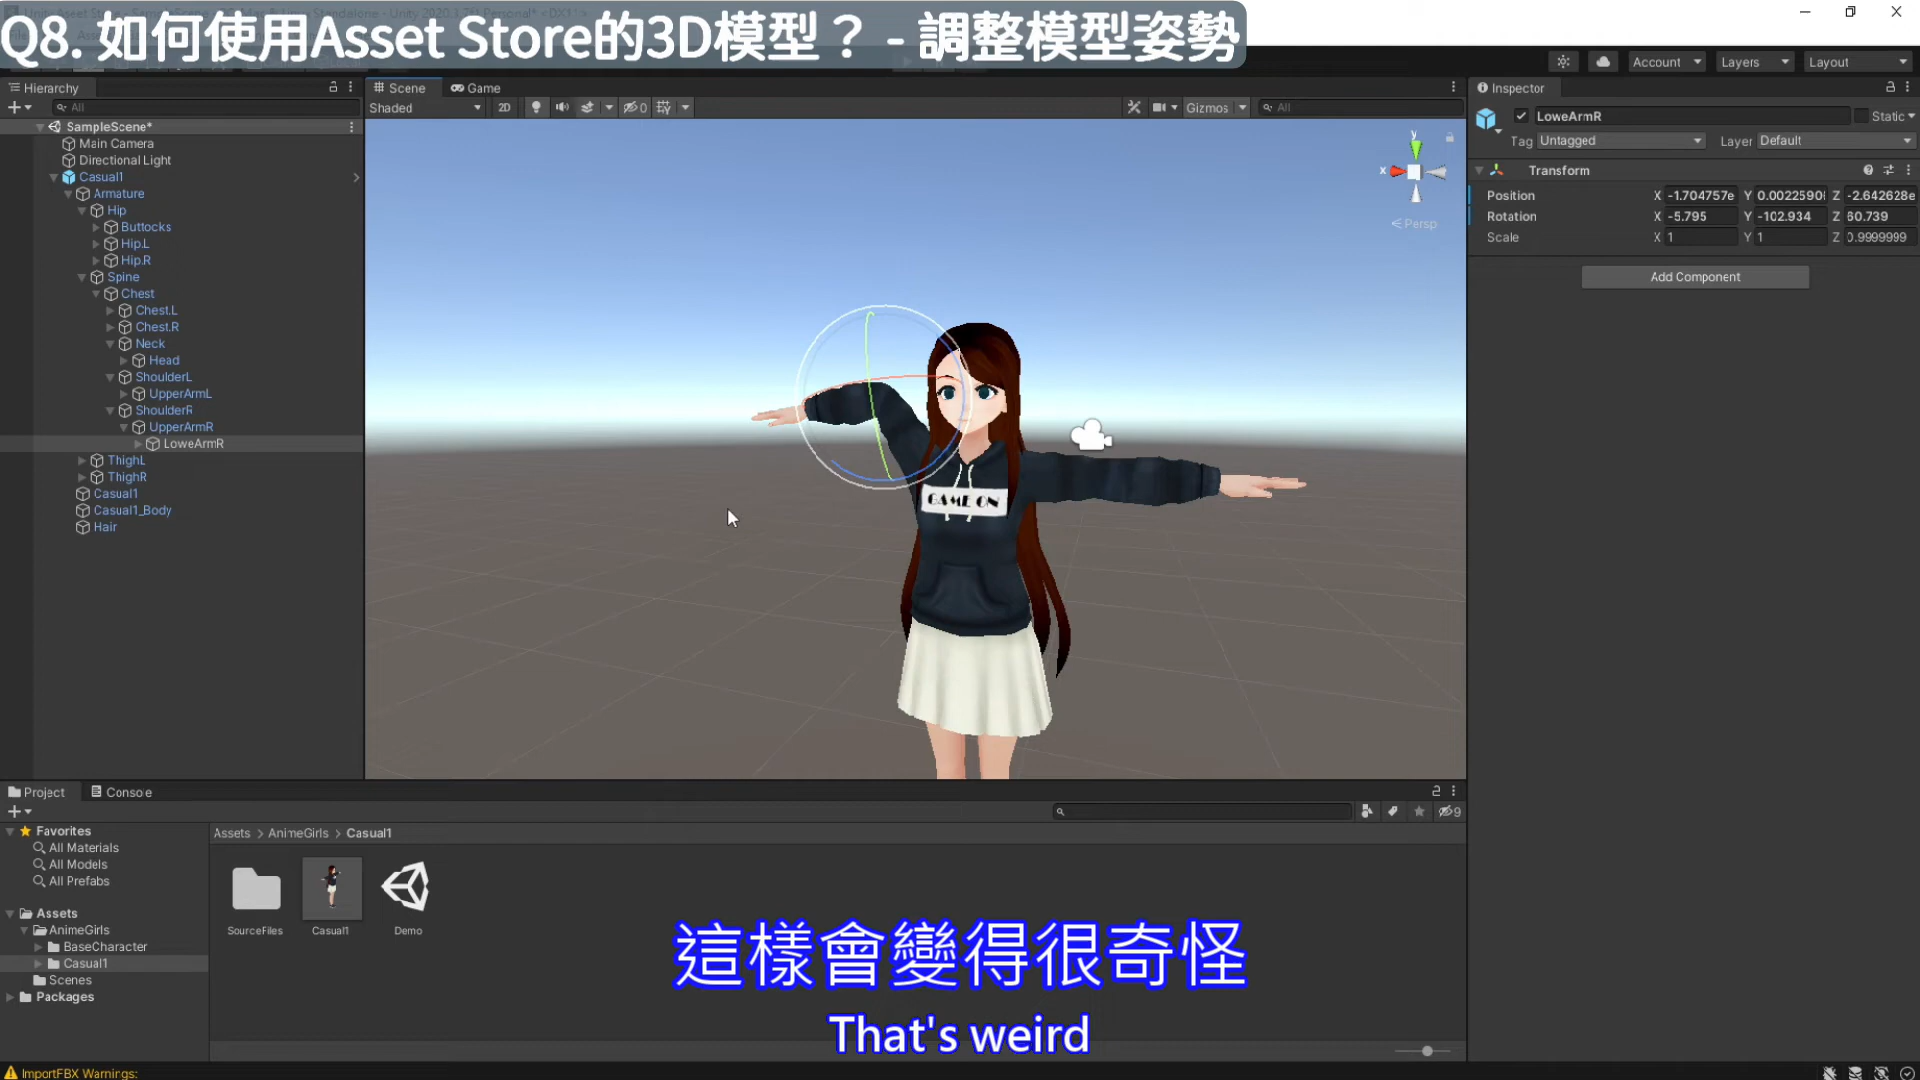 Q8. 如何使用Asset Store的3D模型？ - 調整模型姿勢
Account
Layers
Layout
Hierarchy
Scene
Game
Inspector
All
Shaded
2D
0
Gizmos
All
LoweArmR
Static
Tag Untagged
Layer Default
Transform
Position X -1.704757e Y 0.0022590 Z -2.642628e
Rotation X -5.795 Y -102.934 Z 60.739
Scale X 1 Y 1 Z 0.9999999
Add Component
SampleScene*
Main Camera
Directional Light
Casual1
Armature
Hip
Buttocks
Hip.L
Hip.R
Spine
Chest
Chest.L
Chest.R
Neck
Head
ShoulderL
UpperArmL
ShoulderR
UpperArmR
LoweArmR
ThighL
ThighR
Casual1
Casual1_Body
Hair
y
x
Persp
GAME ON
Project
Console
9
Favorites
All Materials
All Models
All Prefabs
Assets
AnimeGirls
BaseCharacter
Casual1
Scenes
Packages
Assets > AnimeGirls > Casual1
SourceFiles
Casual1
Demo
這樣會變得很奇怪
That's weird
ImportFBX Warnings: